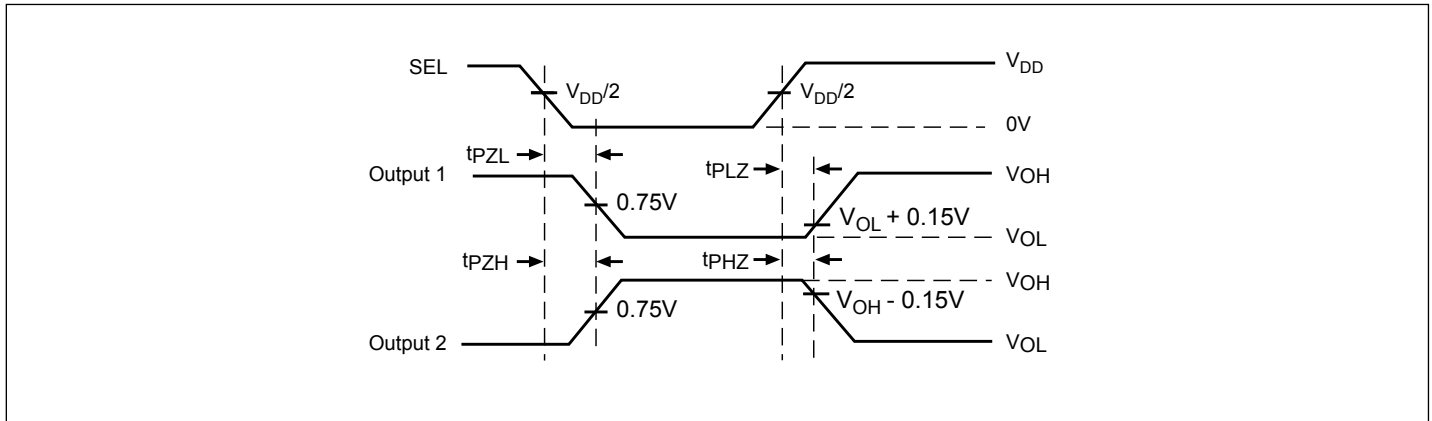 SEL
VDD/2
VDD/2
VDD
0V
tPZL
tPLZ
Output 1
VOH
0.75V
VOL + 0.15V
VOL
tPZH
tPHZ
VOH
0.75V
VOH - 0.15V
Output 2
VOL